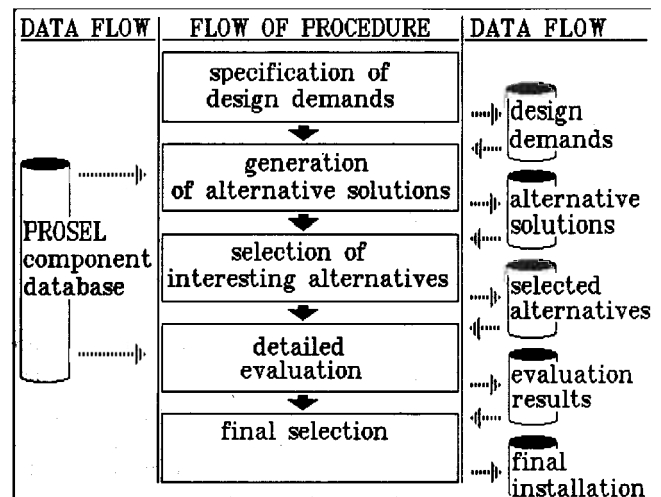 DATA FLOW
FLOW OF PROCEDURE
DATA FLOW
specification of
design demands
generation
of alternative solutions
selection of
interesting alternatives
detailed
evaluation
final selection
PROSEL
component
database
design
demands
alternative
solutions
selected
alternatives
evaluation
results
final
installation